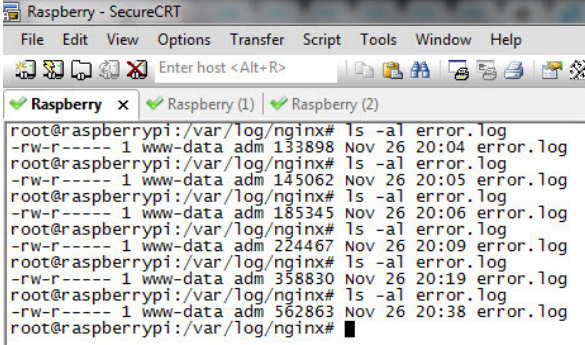 Raspberry - SecureCRT
File Edit View Options Transfer Script Tools Window Help
Enter host <Alt+R>
Raspberry x Raspberry (1) Raspberry (2)
root@raspberrypi:/var/log/nginx# ls -al error.log
-rw-r----- 1 www-data adm 133898 Nov 26 20:04 error.log
root@raspberrypi:/var/log/nginx# ls -al error.log
-rw-r----- 1 www-data adm 145062 Nov 26 20:05 error.log
root@raspberrypi:/var/log/nginx# ls -al error.log
-rw-r----- 1 www-data adm 185345 Nov 26 20:06 error.log
root@raspberrypi:/var/log/nginx# ls -al error.log
-rw-r----- 1 www-data adm 224467 Nov 26 20:09 error.log
root@raspberrypi:/var/log/nginx# ls -al error.log
-rw-r----- 1 www-data adm 358830 Nov 26 20:19 error.log
root@raspberrypi:/var/log/nginx# ls -al error.log
-rw-r----- 1 www-data adm 562863 Nov 26 20:38 error.log
root@raspberrypi:/var/log/nginx#